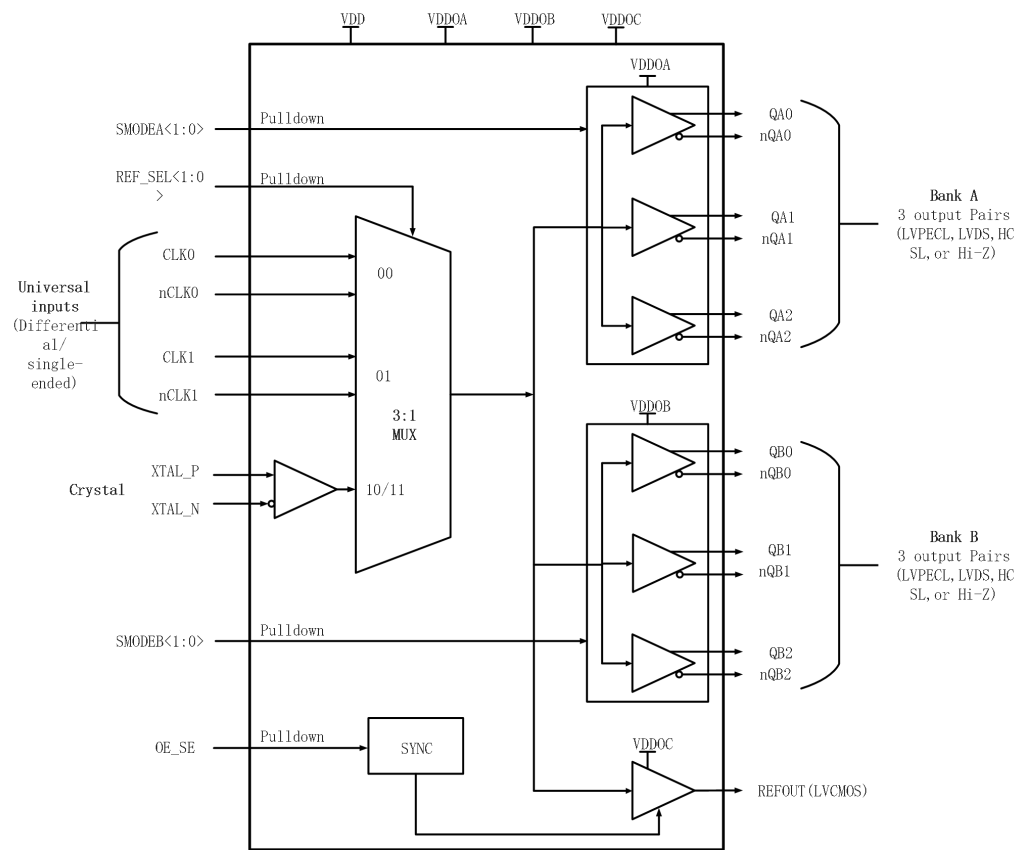 VDD VDDOA VDDOB VDDOC
VDDOA
SMODEA<1:0>
Pulldown
REF_SEL<1:0
>
Pulldown
Universal
inputs
(Differenti
al/
single-
ended)
CLK0
nCLK0
CLK1
nCLK1
00
01
3:1
MUX
10/11
Crystal
XTAL_P
XTAL_N
QA0
nQA0
QA1
nQA1
QA2
nQA2
Bank A
3 output Pairs
(LVPECL,LVDS,HC
SL,or Hi-Z)
VDDOB
QB0
nQB0
QB1
nQB1
QB2
nQB2
Bank B
3 output Pairs
(LVPECL,LVDS,HC
SL,or Hi-Z)
SMODEB<1:0>
Pulldown
OE_SE
Pulldown
SYNC
VDDOC
REFOUT(LVCMOS)